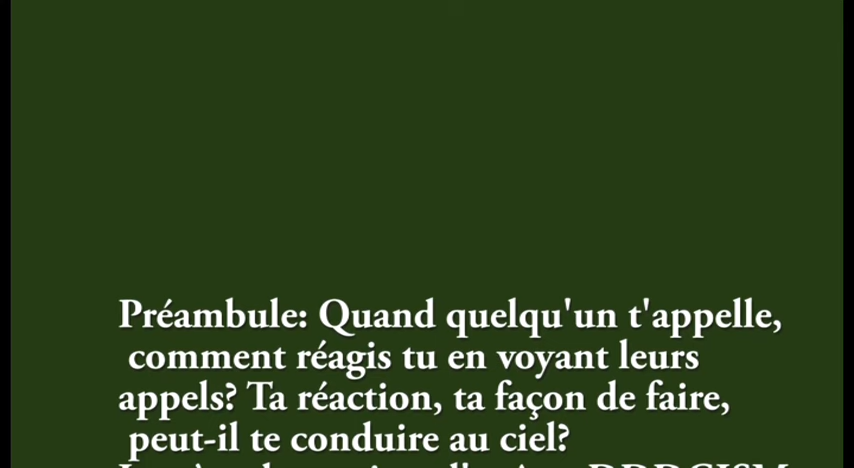 Préambule: Quand quelqu'un t'appelle,
comment réagis tu en voyant leurs
appels? Ta réaction, ta façon de faire,
peut-il te conduire au ciel?